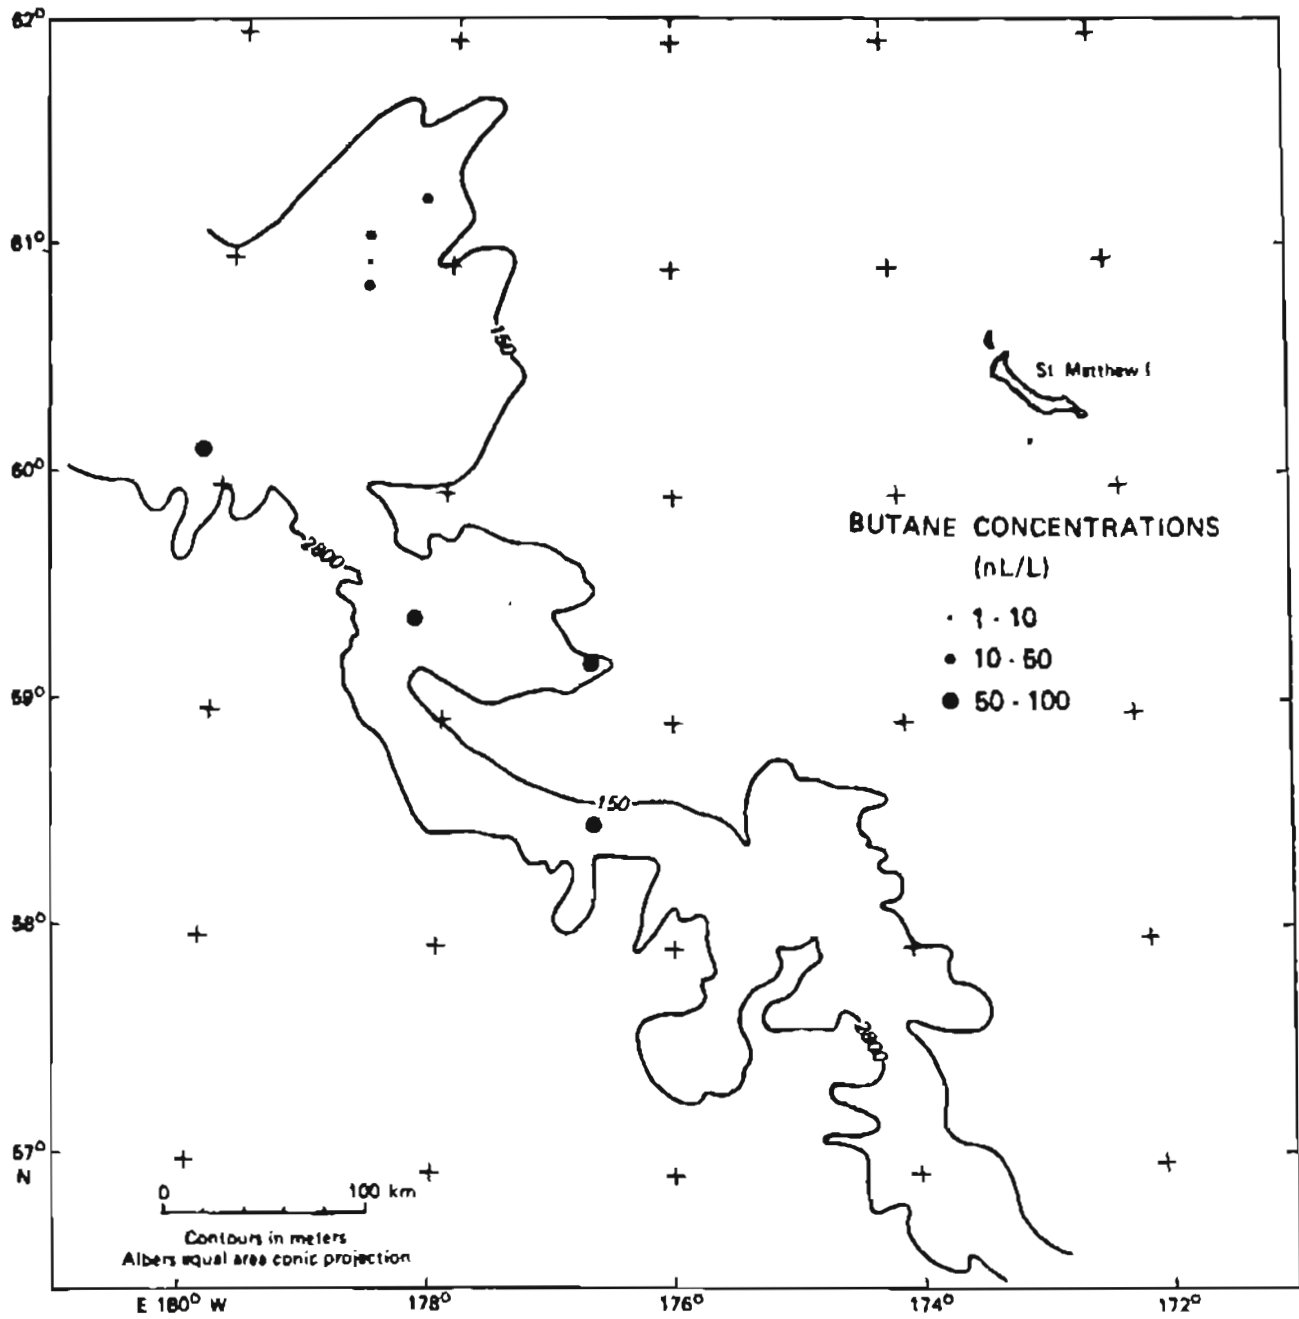 62°
61°
150
St Matthew I
60°
BUTANE CONCENTRATIONS
(nL/L)
2800
1 - 10
10 - 50
59°
50 - 100
150
58°
2800
57°
N
0 100 km
Contours in meters
Albers equal area conic projection
E 180° W 178° 176° 174° 172°